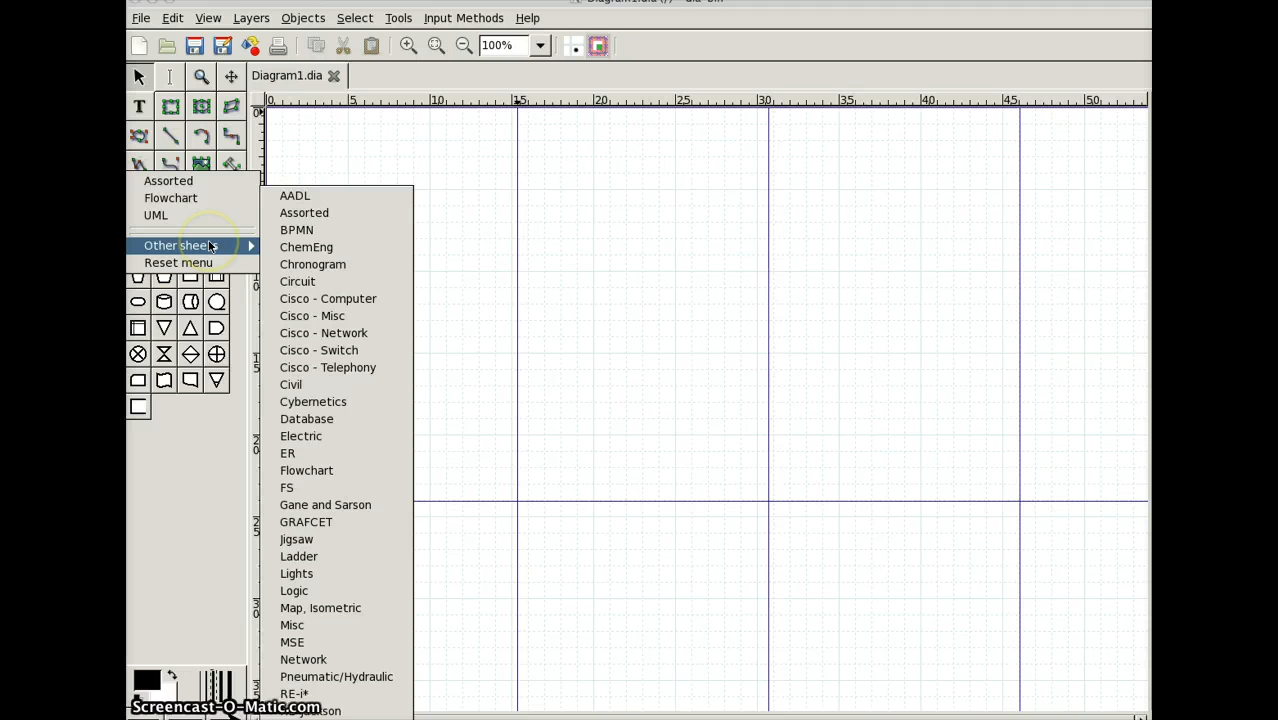 File Edit View Layers Objects Select Tools Input Methods Help
100%
Diagram1.dia
0 5 10 15 20 25 30 35 40 45 50
T
Assorted
Flowchart
UML
Other sheets
Reset menu
AADL
Assorted
BPMN
ChemEng
Chronogram
Circuit
Cisco - Computer
Cisco - Misc
Cisco - Network
Cisco - Switch
Cisco - Telephony
Civil
Cybernetics
Database
Electric
ER
Flowchart
FS
Gane and Sarson
GRAFCET
Jigsaw
Ladder
Lights
Logic
Map, Isometric
Misc
MSE
Network
Pneumatic/Hydraulic
RE-i*
Screencast-O-Matic.com